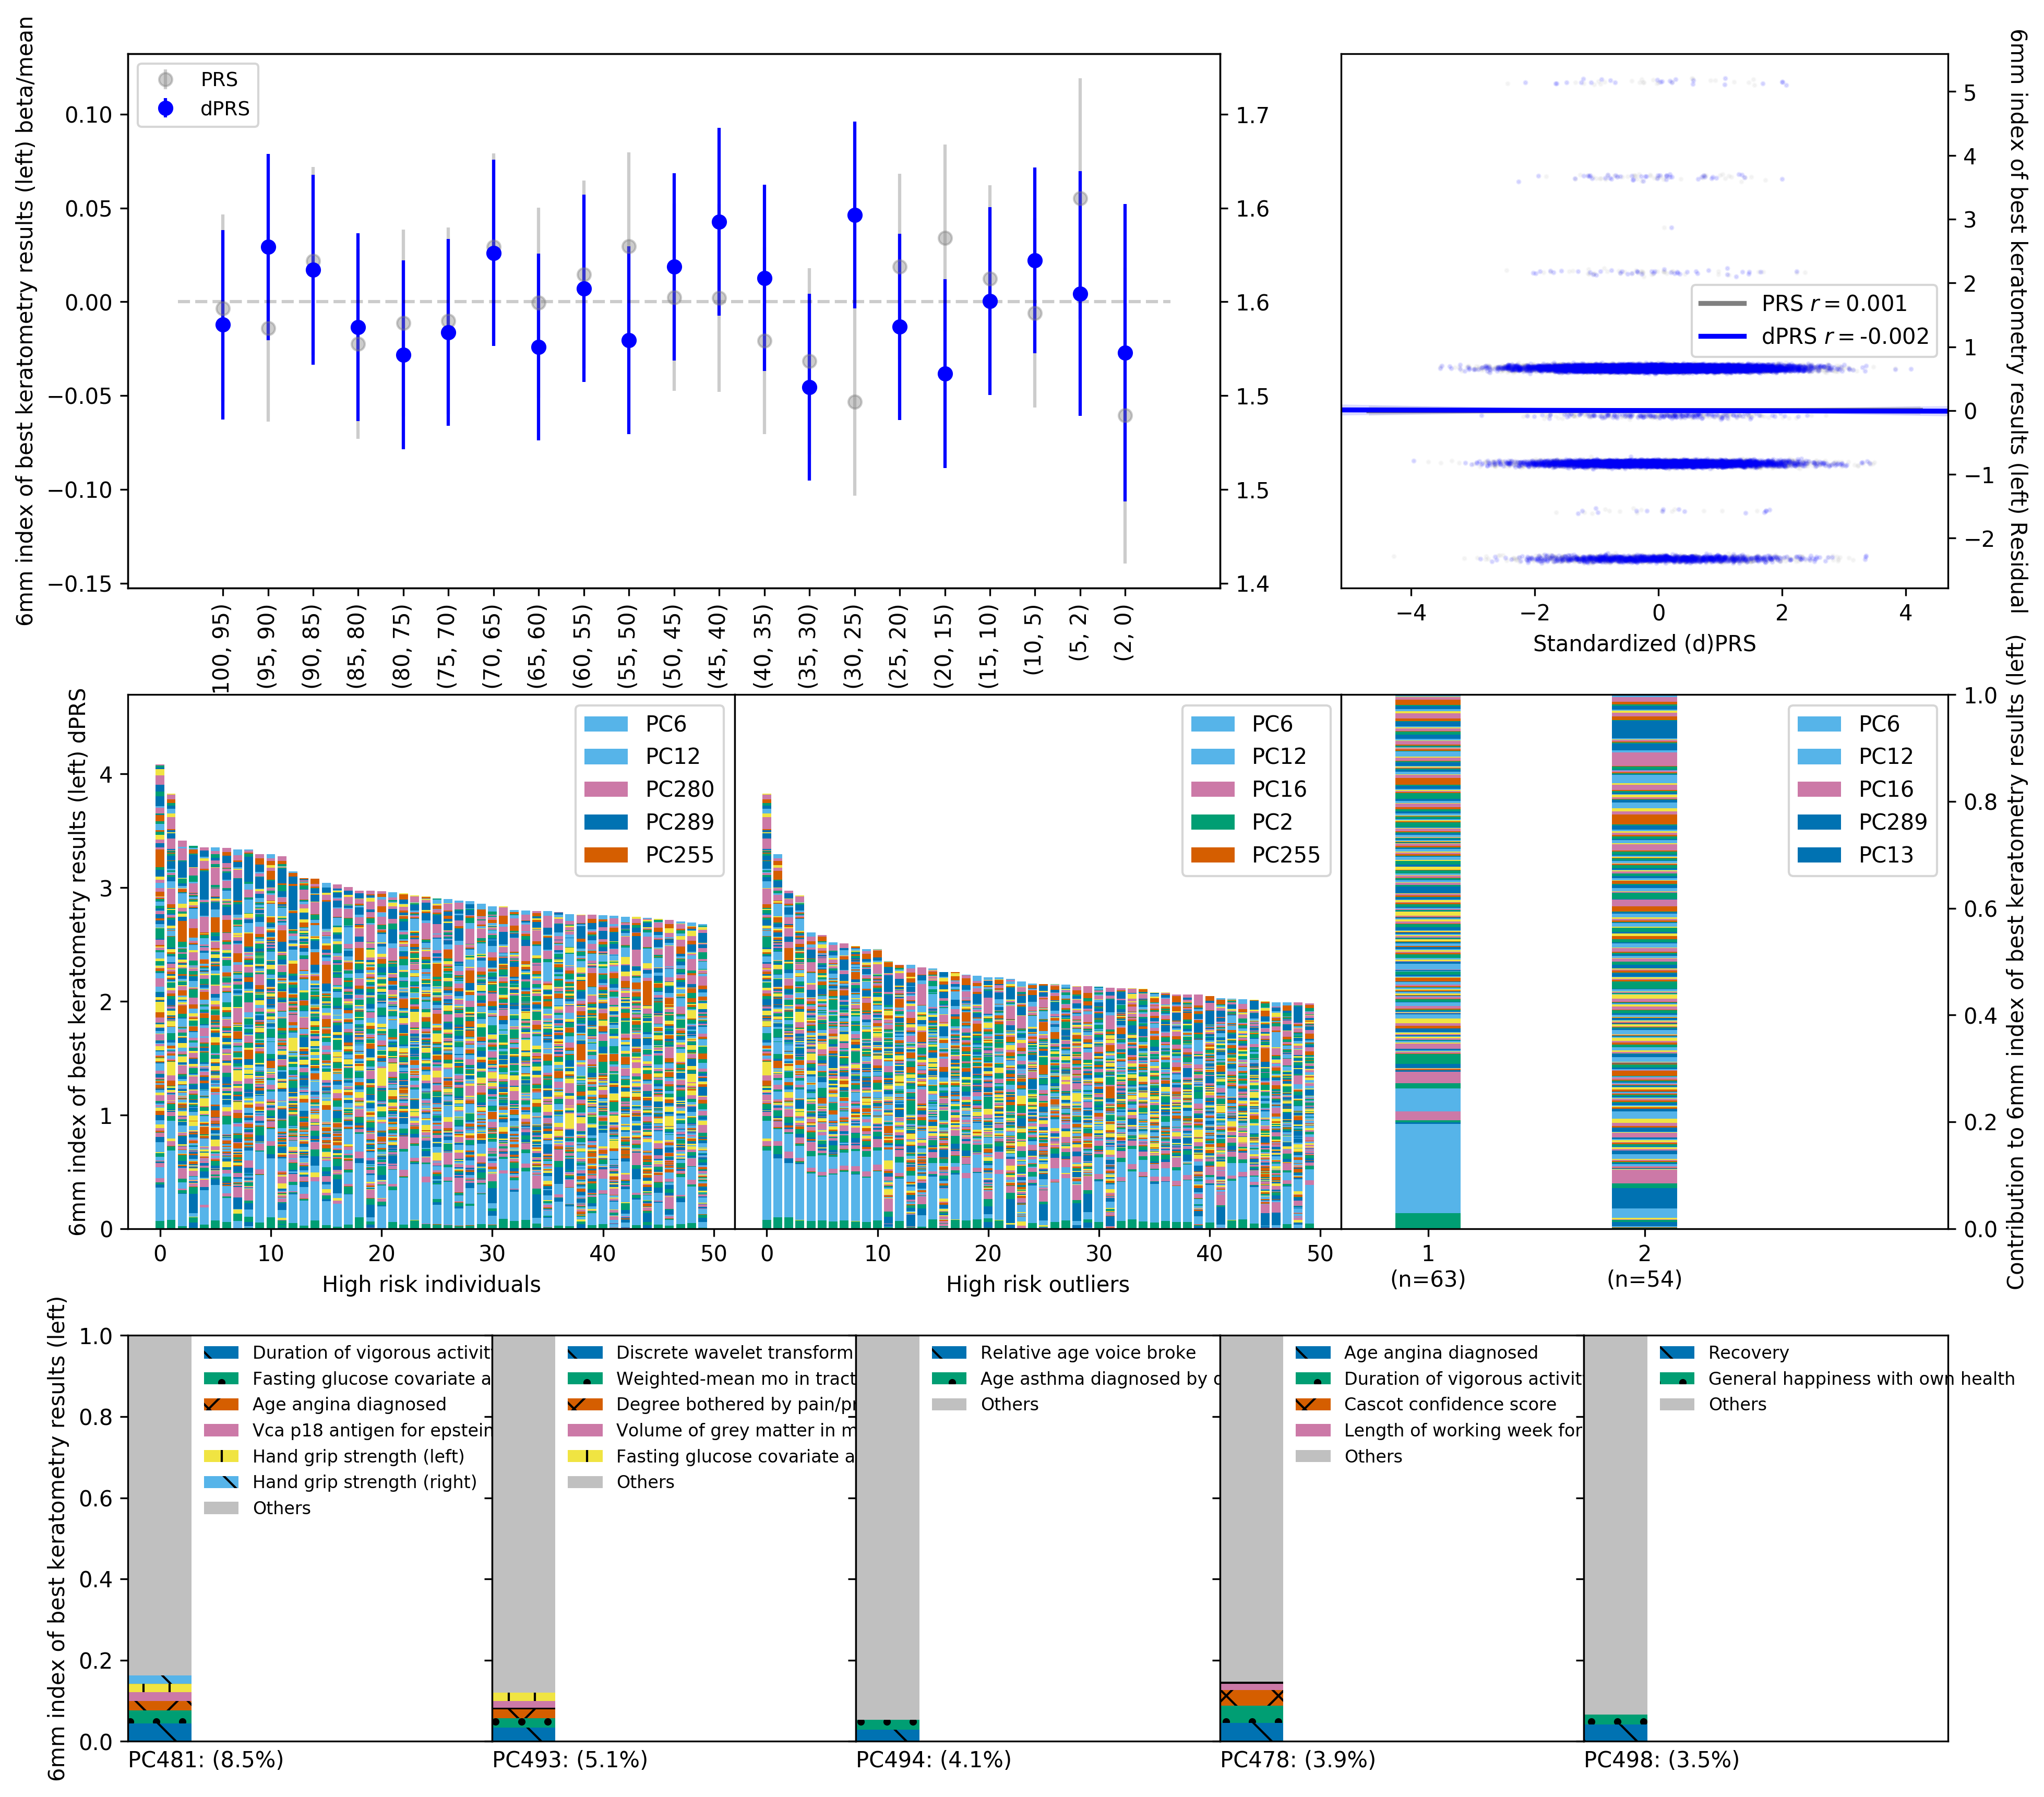 6mm index of best keratometry results (left) beta/mean
PRS
dPRS
0.10
0.05
0.00
−0.05
−0.10
−0.15
1.7
1.6
1.6
1.5
1.5
1.4
100, 95)
(95, 90)
(90, 85)
(85, 80)
(80, 75)
(75, 70)
(70, 65)
(65, 60)
(60, 55)
(55, 50)
(50, 45)
(45, 40)
(40, 35)
(35, 30)
(30, 25)
(25, 20)
(20, 15)
(15, 10)
(10, 5)
(5, 2)
(2, 0)
PRS r = 0.001
dPRS r = -0.002
5
4
3
2
1
0
−1
−2
−4
−2
0
2
4
Standardized (d)PRS
6mm index of best keratometry results (left) Residual
6mm index of best keratometry results (left) dPRS
4
3
2
1
0
PC6
PC12
PC280
PC289
PC255
0
10
20
30
40
50
High risk individuals
PC6
PC12
PC16
PC2
PC255
0
10
20
30
40
50
High risk outliers
PC6
PC12
PC16
PC289
PC13
1
(n=63)
2
(n=54)
1.0
0.8
0.6
0.4
0.2
0.0
Contribution to 6mm index of best keratometry results (left)
6mm index of best keratometry results (left)
1.0
0.8
0.6
0.4
0.2
0.0
Duration of vigorous activit
Fasting glucose covariate a
Age angina diagnosed
Vca p18 antigen for epstein
Hand grip strength (left)
Hand grip strength (right)
Others
PC481: (8.5%)
Discrete wavelet transform
Weighted-mean mo in tract
Degree bothered by pain/pr
Volume of grey matter in m
Fasting glucose covariate a
Others
PC493: (5.1%)
Relative age voice broke
Age asthma diagnosed by d
Others
PC494: (4.1%)
Age angina diagnosed
Duration of vigorous activit
Cascot confidence score
Length of working week for
Others
PC478: (3.9%)
Recovery
General happiness with own health
Others
PC498: (3.5%)